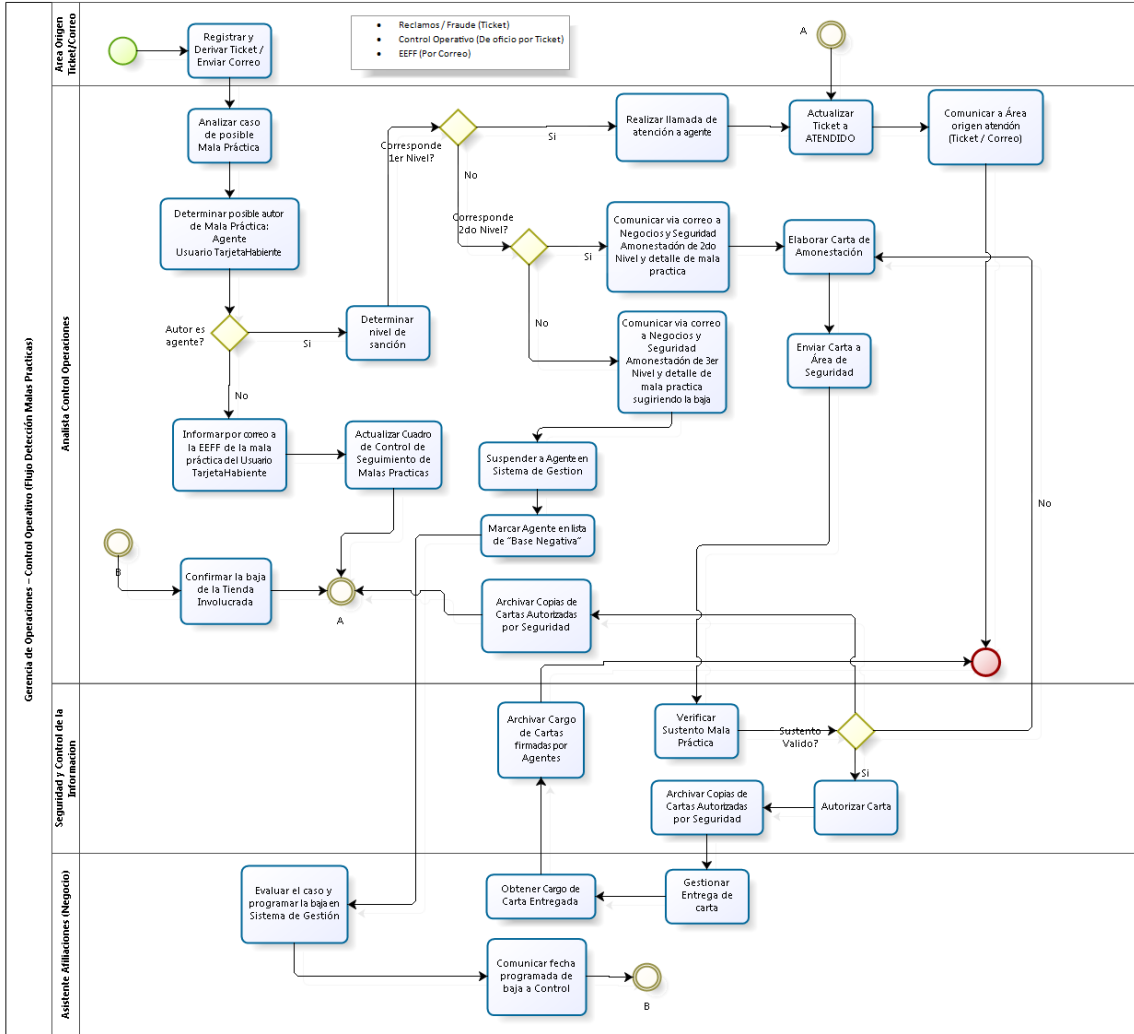 Gerencia de Operaciones – Control Operativo (Flujo Detección Malas Practicas)
Area Origen
Ticket/Correo
Registrar y
Derivar Ticket /
Enviar Correo
• Reclamos / Fraude (Ticket)
• Control Operativo (De oficio por Ticket)
• EEFF (Por Correo)
A
Analista Control Operaciones
Analizar caso
de posible
Mala Práctica
Corresponde
1er Nivel?
Si
Realizar llamada de
atención a agente
Actualizar
Ticket a
ATENDIDO
Comunicar a Área
origen atención
(Ticket / Correo)
No
Determinar posible autor
de Mala Práctica:
Agente
Usuario TarjetaHabiente
Corresponde
2do Nivel?
Si
Comunicar via correo a
Negocios y Seguridad
Amonestación de 2do
Nivel y detalle de mala
practica
Elaborar Carta de
Amonestación
Autor es
agente?
Si
Determinar
nivel de
sanción
No
Comunicar via correo
a Negocios y
Seguridad
Amonestación de 3er
Nivel y detalle de
mala practica
sugiriendo la baja
Enviar Carta a
Área de
Seguridad
No
Informar por correo a
la EEFF de la mala
práctica del Usuario
TarjetaHabiente
Actualizar Cuadro
de Control de
Seguimiento de
Malas Practicas
Suspender a Agente en
Sistema de Gestion
No
Marcar Agente en lista
de "Base Negativa"
B
Confirmar la baja
de la Tienda
Involucrada
A
Archivar Copias de
Cartas Autorizadas
por Seguridad
Seguridad y Control de la
Informacion
Archivar Cargo
de Cartas
firmadas por
Agentes
Verificar
Sustento Mala
Práctica
Sustento
Valido?
Si
Archivar Copias de
Cartas Autorizadas
por Seguridad
Autorizar Carta
Asistente Afiliaciones (Negocio)
Evaluar el caso y
programar la baja en
Sistema de Gestión
Obtener Cargo de
Carta Entregada
Gestionar
Entrega de
carta
Comunicar fecha
programada de
baja a Control
B